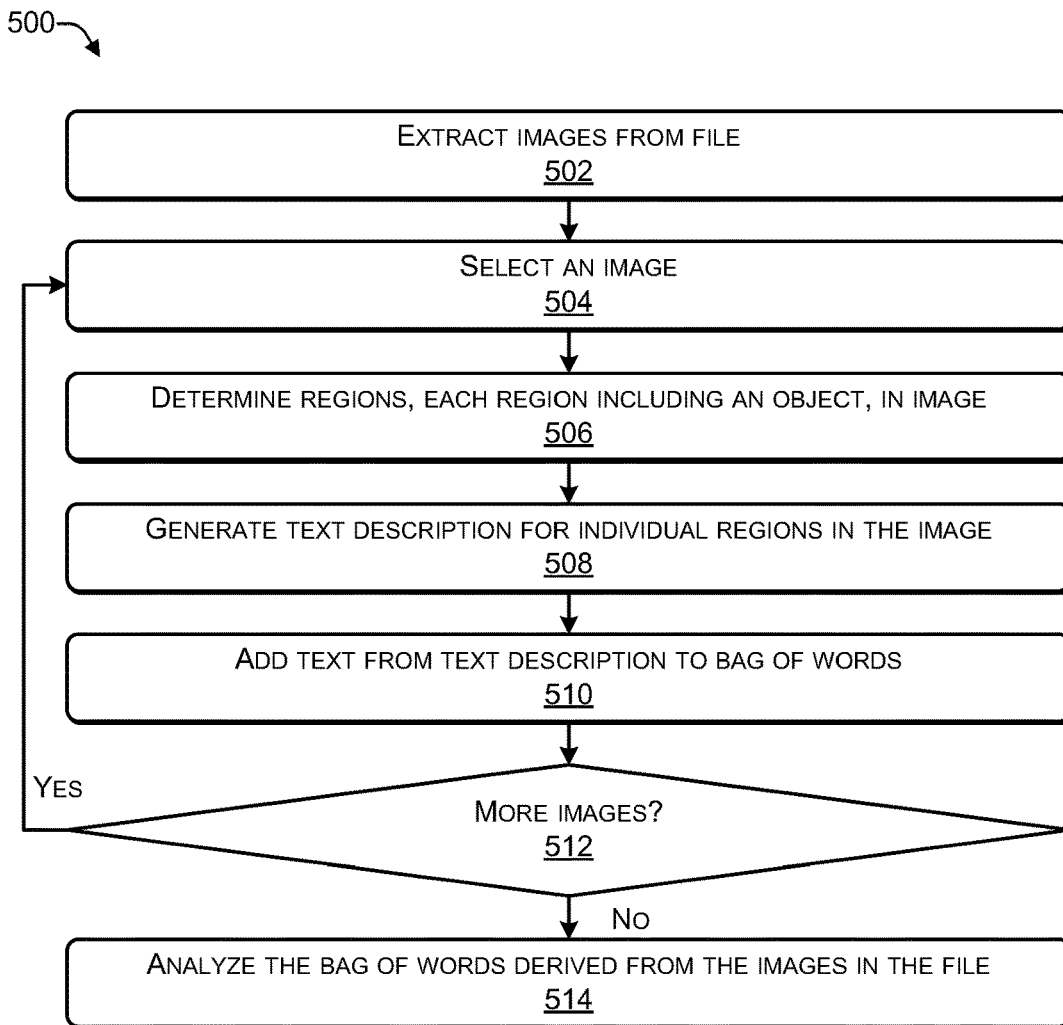 500
EXTRACT IMAGES FROM FILE
502
SELECT AN IMAGE
504
DETERMINE REGIONS, EACH REGION INCLUDING AN OBJECT, IN IMAGE
506
GENERATE TEXT DESCRIPTION FOR INDIVIDUAL REGIONS IN THE IMAGE
508
ADD TEXT FROM TEXT DESCRIPTION TO BAG OF WORDS
510
YES
MORE IMAGES?
512
NO
ANALYZE THE BAG OF WORDS DERIVED FROM THE IMAGES IN THE FILE
514